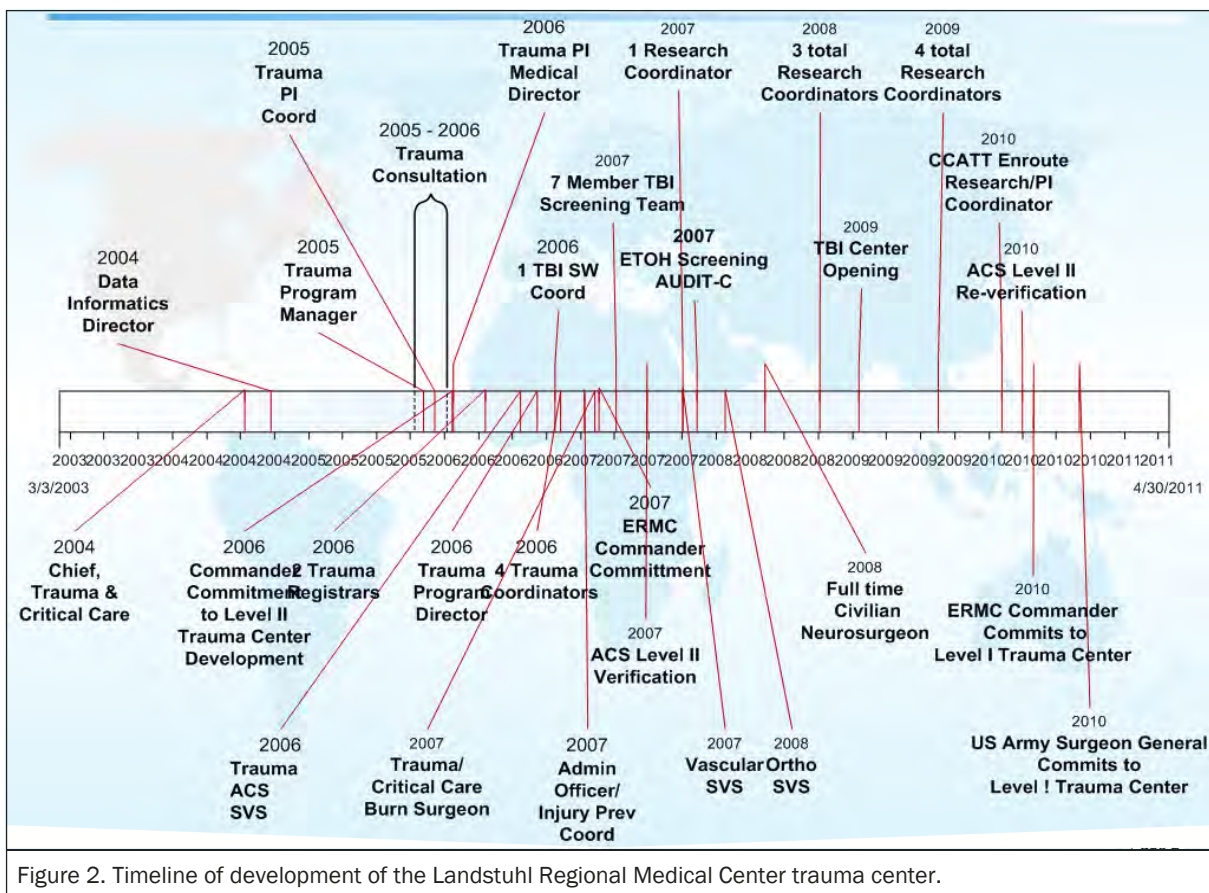 2005
Trauma
PI
Coord
2005 - 2006
Trauma
Consultation
2006
Trauma PI
Medical
Director
2007
1 Research
Coordinator
2008
3 total
Research
Coordinators
2009
4 total
Research
Coordinators
2004
Data
Informatics
Director
2005
Trauma
Program
Manager
2007
7 Member TBI
Screening Team
2006
1 TBI SW
Coord
2007
ETOH Screening
AUDIT-C
2009
TBI Center
Opening
2010
CCATT Enroute
Research/PI
Coordinator
2010
ACS Level II
Re-verification
2003 2003 2003 2004 2004 2004 2004 2005 2005 2005 2005 2006 2006 2006 2006 2007 2007 2007 2007 2008 2008 2008 2009 2009 2009 2009 2010 2010 2010 2010 2011 2011
3/3/2003
4/30/2011
2004
Chief,
Trauma &
Critical Care
2006
Commander
Commitment
to Level II
Trauma Center
Development
2006
2 Trauma
Registrars
2006
Trauma
Program
Director
2006
4 Trauma
Coordinators
2007
ERMC
Commander
Committment
2007
ACS Level II
Verification
2008
Full time
Civilian
Neurosurgeon
2010
ERMC Commander
Commits to
Level I Trauma Center
2006
Trauma
ACS
SVS
2007
Trauma/
Critical Care
Burn Surgeon
2007
Admin
Officer/
Injury Prev
Coord
2007
Vascular
SVS
2008
Ortho
SVS
2010
US Army Surgeon General
Commits to
Level ! Trauma Center
Figure 2. Timeline of development of the Landstuhl Regional Medical Center trauma center.